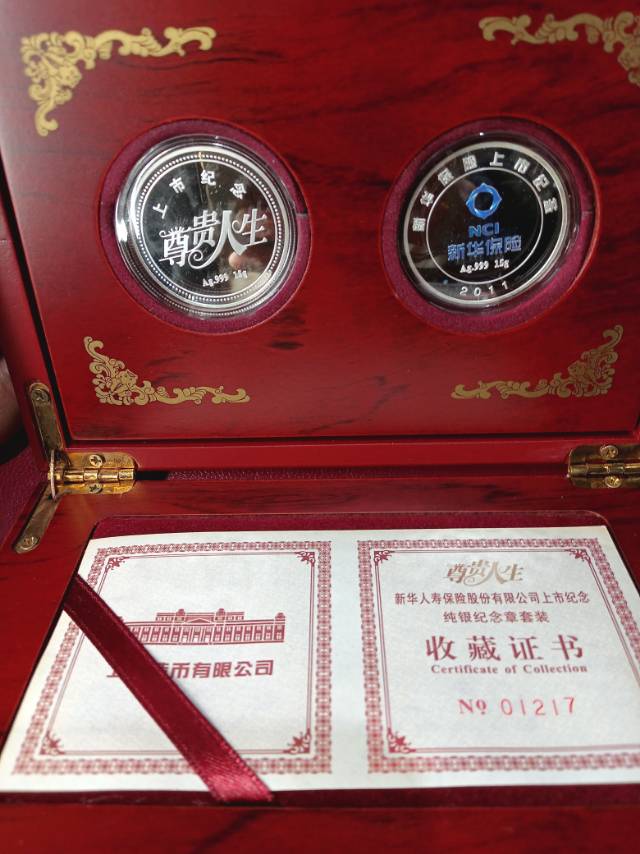 上市纪念
尊贵人生
Ag.999 15g
新华保险上市纪念
NCI
新华保险
Ag.999 15g
2011
币有限公司
尊贵人生
新华人寿保险股份有限公司上市纪念
纯银纪念章套装
收藏证书
Certificate of Collection
No 01217